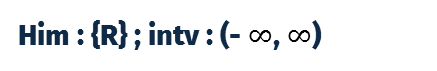 Him : {R} ; intv : (- ∞, ∞)